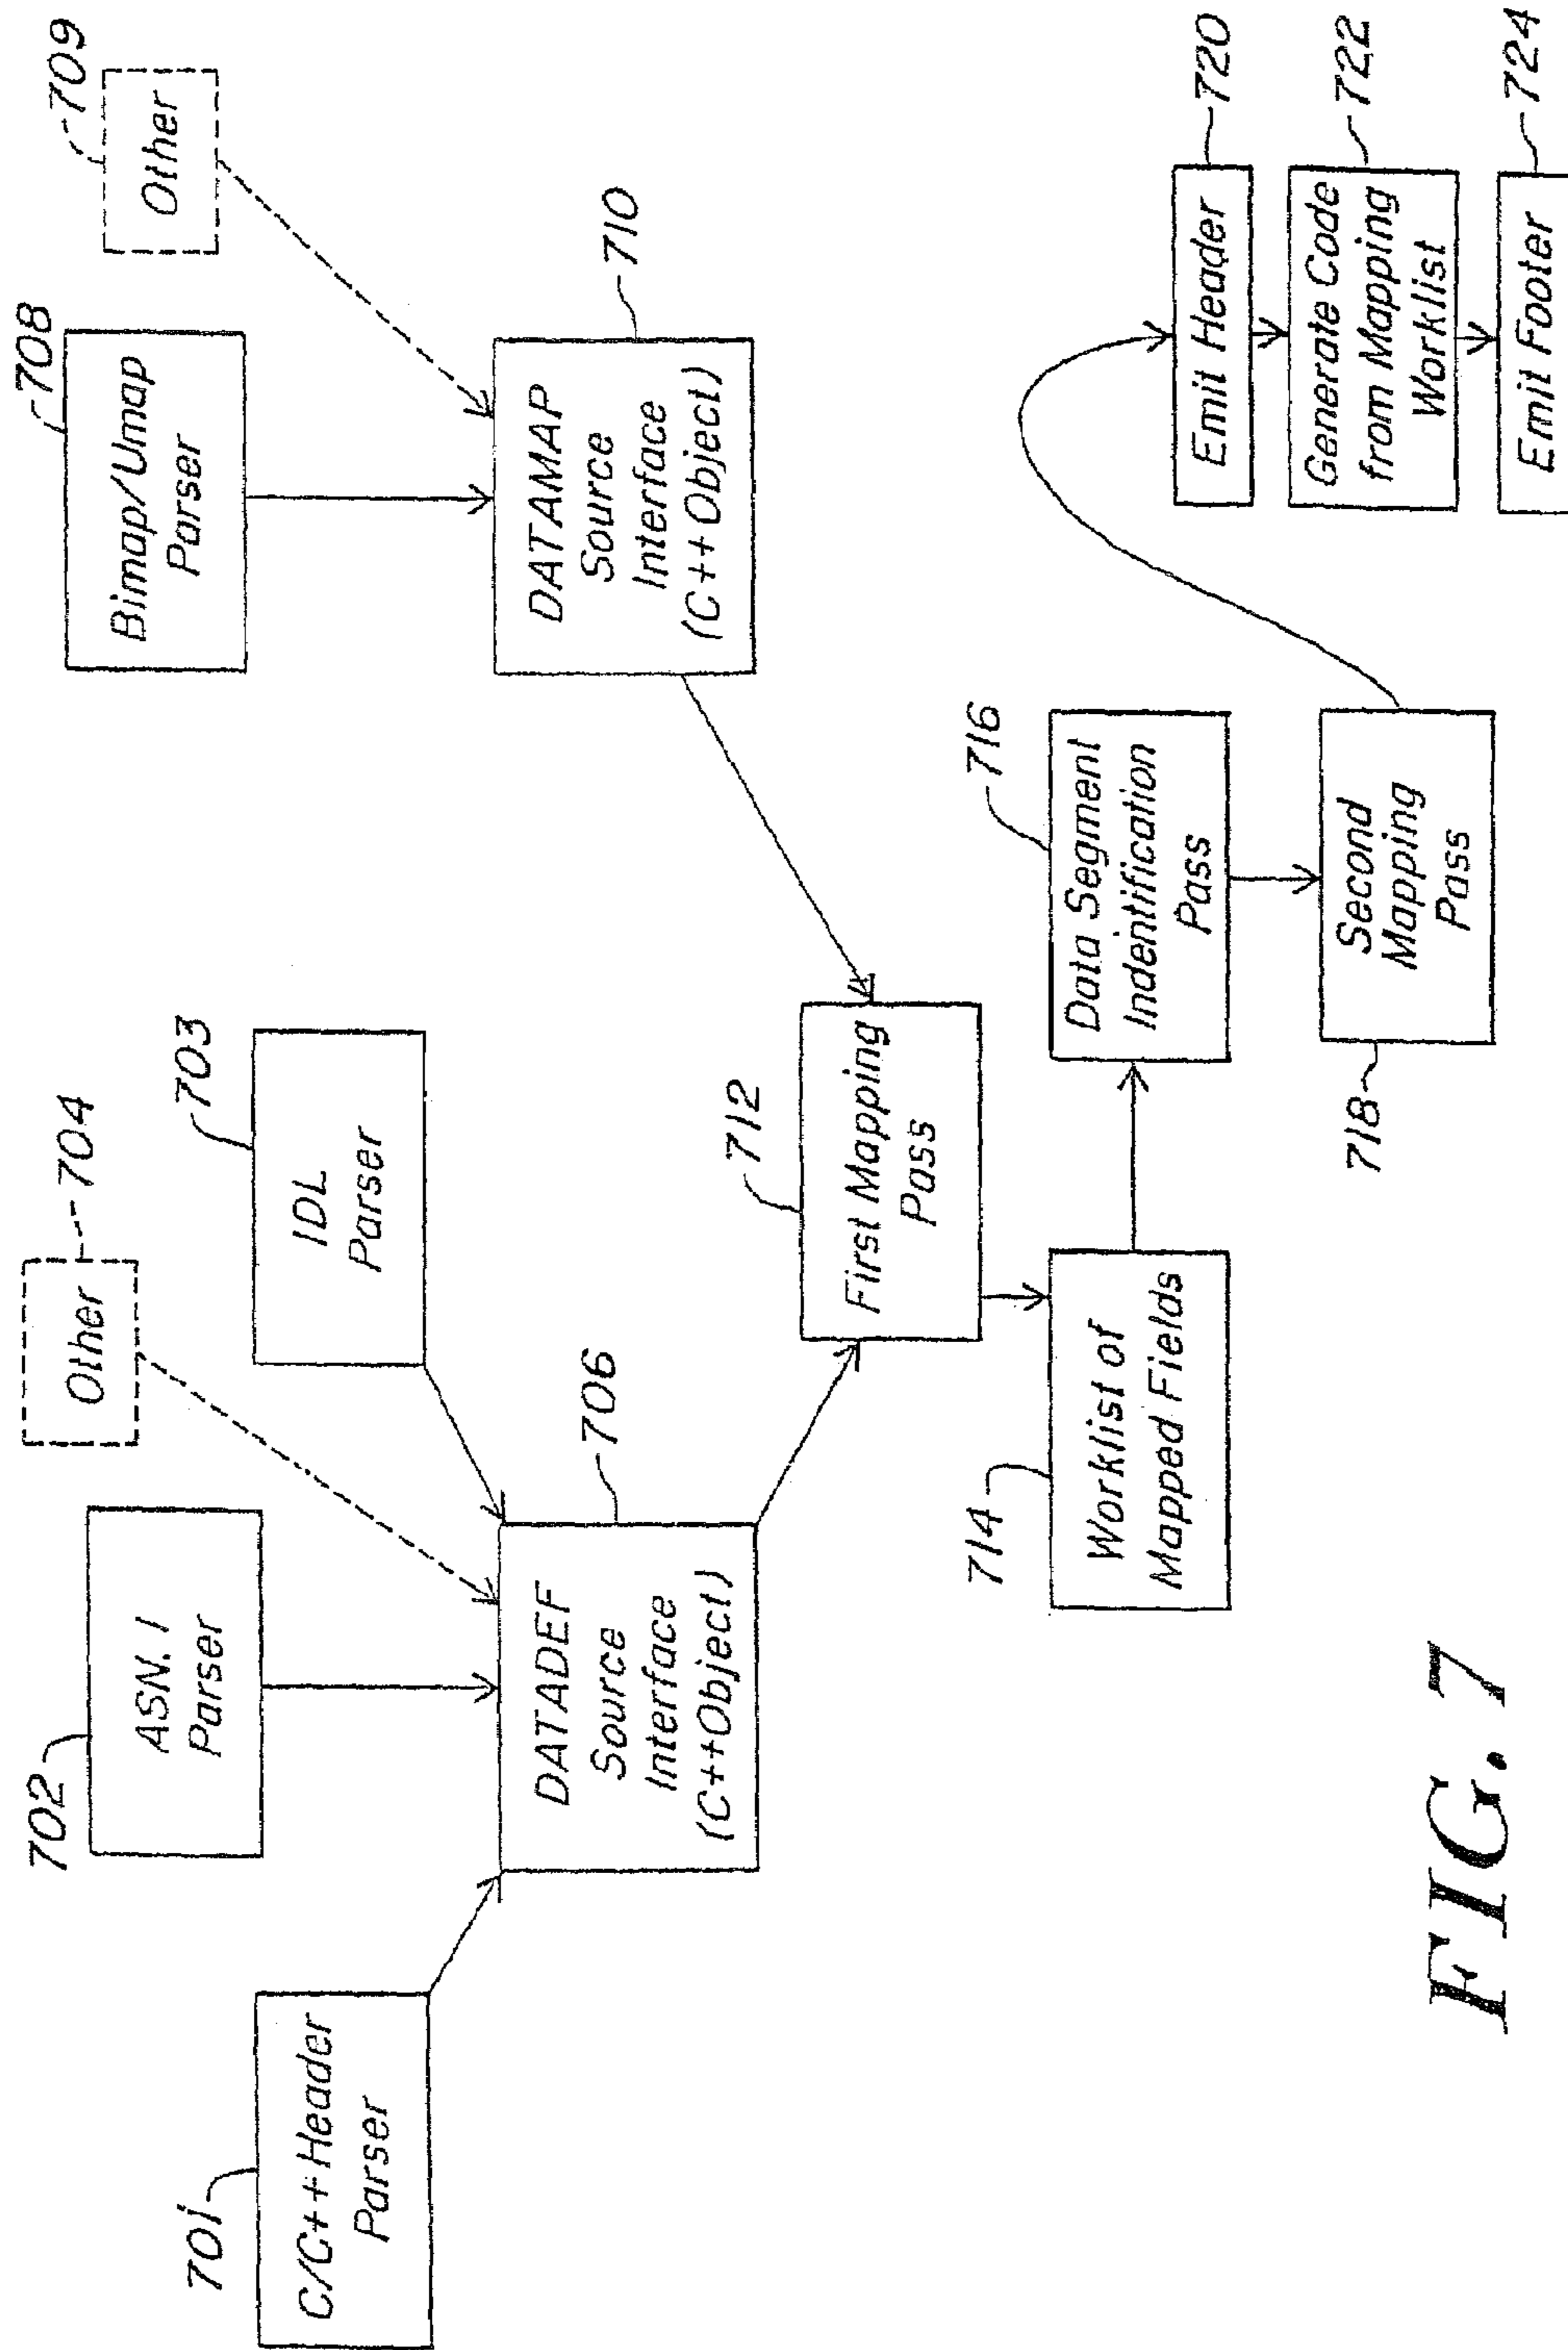 702
ASN.1
Parser
Other
704
703
IDL
Parser
701
C/C++Header
Parser
DATADEF
Source
Interface
(C++Object)
706
708
Bimap/Umap
Parser
709
Other
DATAMAP
Source
Interface
(C++Object)
710
712
First Mapping
Pass
714
Worklist of
Mapped Fields
716
Data Segment
Indentification
Pass
718
Second
Mapping
Pass
720
Emit Header
722
Generate Code
from Mapping
Worklist
724
Emit Footer
FIG. 7